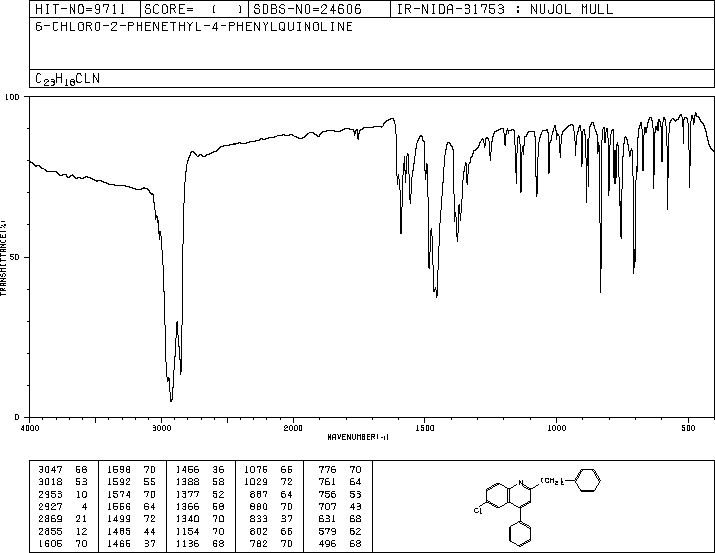 HIT-NO=9711 SCORE= ( ) SDBS-NO=24606 IR-NIDA-31753 : NUJOL MULL
6-CHLORO-2-PHENETHYL-4-PHENYLQUINOLINE
C23H18CLN
100
50
0
TRANSMITTANCE(%)
4000 3000 2000 1500 1000 500
WAVENUMBER(-1)
3047 68 1598 70 1456 36 1076 66 776 70
3018 53 1592 55 1388 58 1029 72 761 64
2953 10 1574 70 1377 52 887 64 756 53
2927 4 1556 64 1366 68 880 70 707 43
2869 21 1499 72 1340 70 833 37 631 68
2855 12 1485 44 1154 70 802 66 579 62
1605 70 1465 37 1136 68 782 70 496 68
N
(CH2)2
Cl